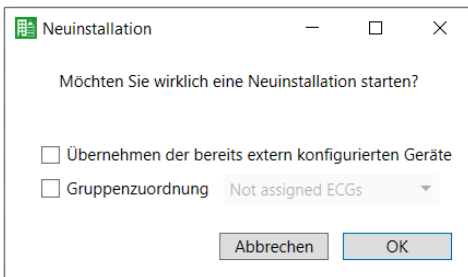 Neuinstallation
Möchten Sie wirklich eine Neuinstallation starten?
Übernehmen der bereits extern konfigurierten Geräte
Gruppenzuordnung Not assigned ECGs
Abbrechen OK